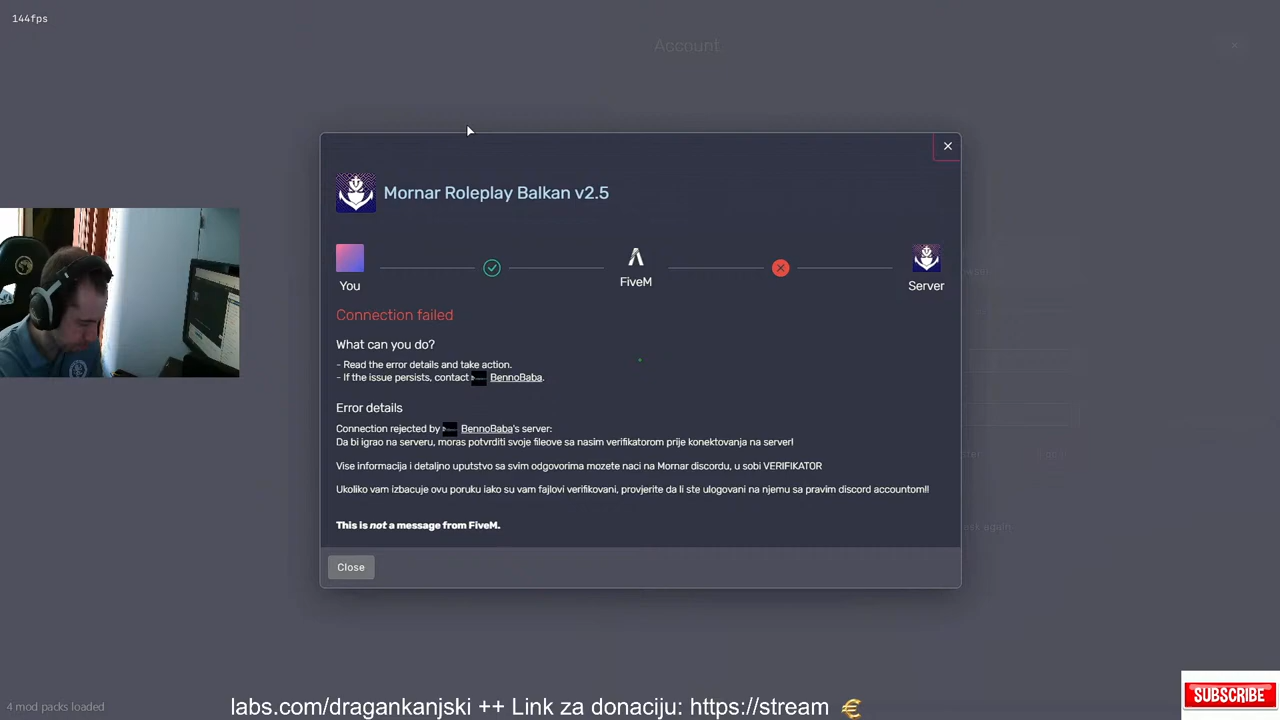 144fps
Account
Mornar Roleplay Balkan v2.5
You
FiveM
Server
Connection failed
What can you do?
- Read the error details and take action.
- If the issue persists, contact BennoBaba.
Error details
Connection rejected by BennoBaba's server:
Da bi igrao na serveru, moras potvrditi svoje fileove sa nasim verifikatorom prije konektovanja na server!
Vise informacija i detaljno uputstvo sa svim odgovorima mozete naci na Mornar discordu, u sobi VERIFIKATOR
Ukoliko vam izbacuje ovu poruku iako su vam fajlovi verifikovani, provjerite da li ste ulogovani na njemu sa pravim discord accountom!!
This is not a message from FiveM.
Close
4 mod packs loaded
labs.com/dragankanjski ++ Link za donaciju: https://stream
SUBSCRIBE